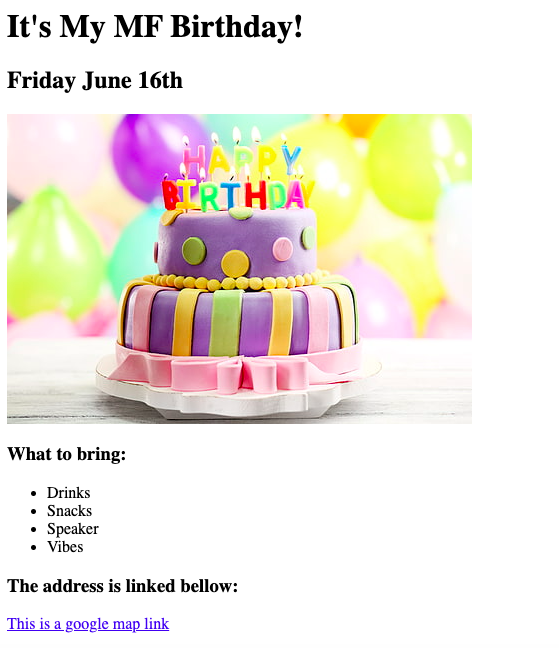 It's My MF Birthday!
Friday June 16th
HAPPY
BIRTHDAY
What to bring:
Drinks
Snacks
Speaker
Vibes
The address is linked bellow:
This is a google map link